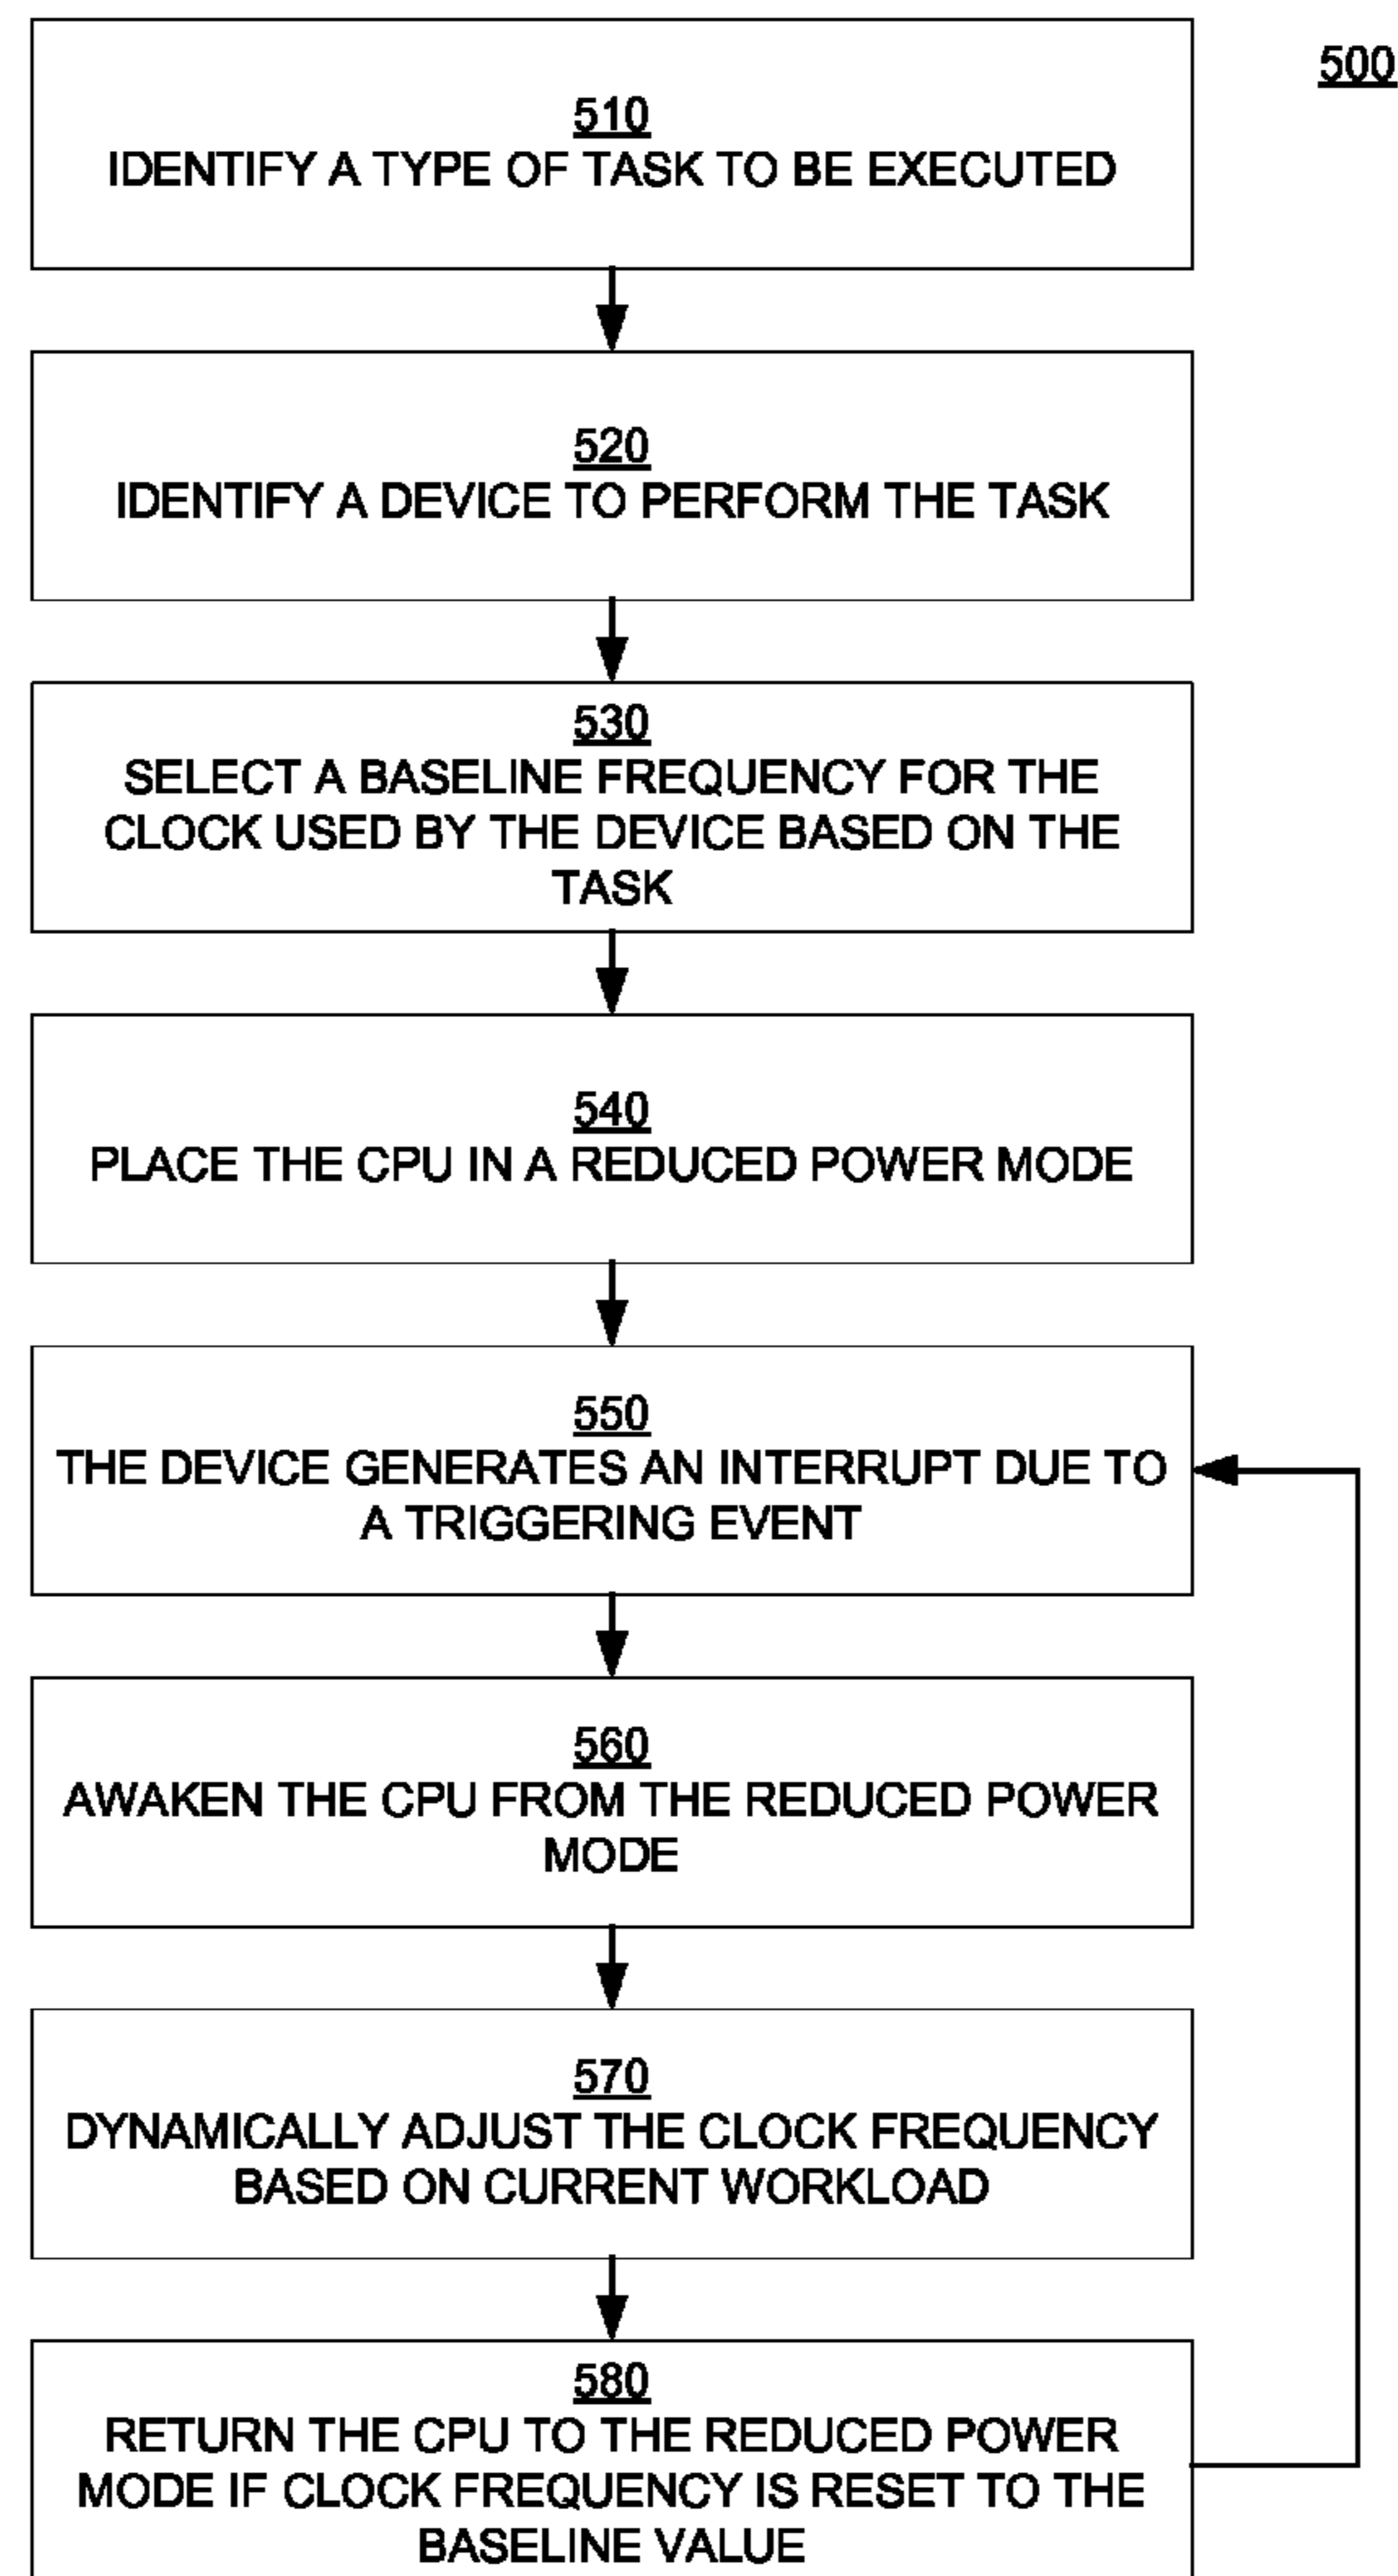 500
510
IDENTIFY A TYPE OF TASK TO BE EXECUTED
520
IDENTIFY A DEVICE TO PERFORM THE TASK
530
SELECT A BASELINE FREQUENCY FOR THE
CLOCK USED BY THE DEVICE BASED ON THE
TASK
540
PLACE THE CPU IN A REDUCED POWER MODE
550
THE DEVICE GENERATES AN INTERRUPT DUE TO
A TRIGGERING EVENT
560
AWAKEN THE CPU FROM THE REDUCED POWER
MODE
570
DYNAMICALLY ADJUST THE CLOCK FREQUENCY
BASED ON CURRENT WORKLOAD
580
RETURN THE CPU TO THE REDUCED POWER
MODE IF CLOCK FREQUENCY IS RESET TO THE
BASELINE VALUE